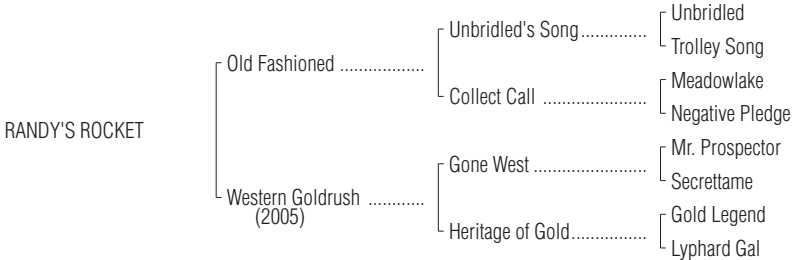 Unbridled
Unbridled's Song..............
Trolley Song
Old Fashioned ..................
Meadowlake
Collect Call ......................
Negative Pledge
RANDY'S ROCKET
Mr. Prospector
Gone West ........................
Secrettame
Western Goldrush ............
(2005)
Gold Legend
Heritage of Gold................
Lyphard Gal